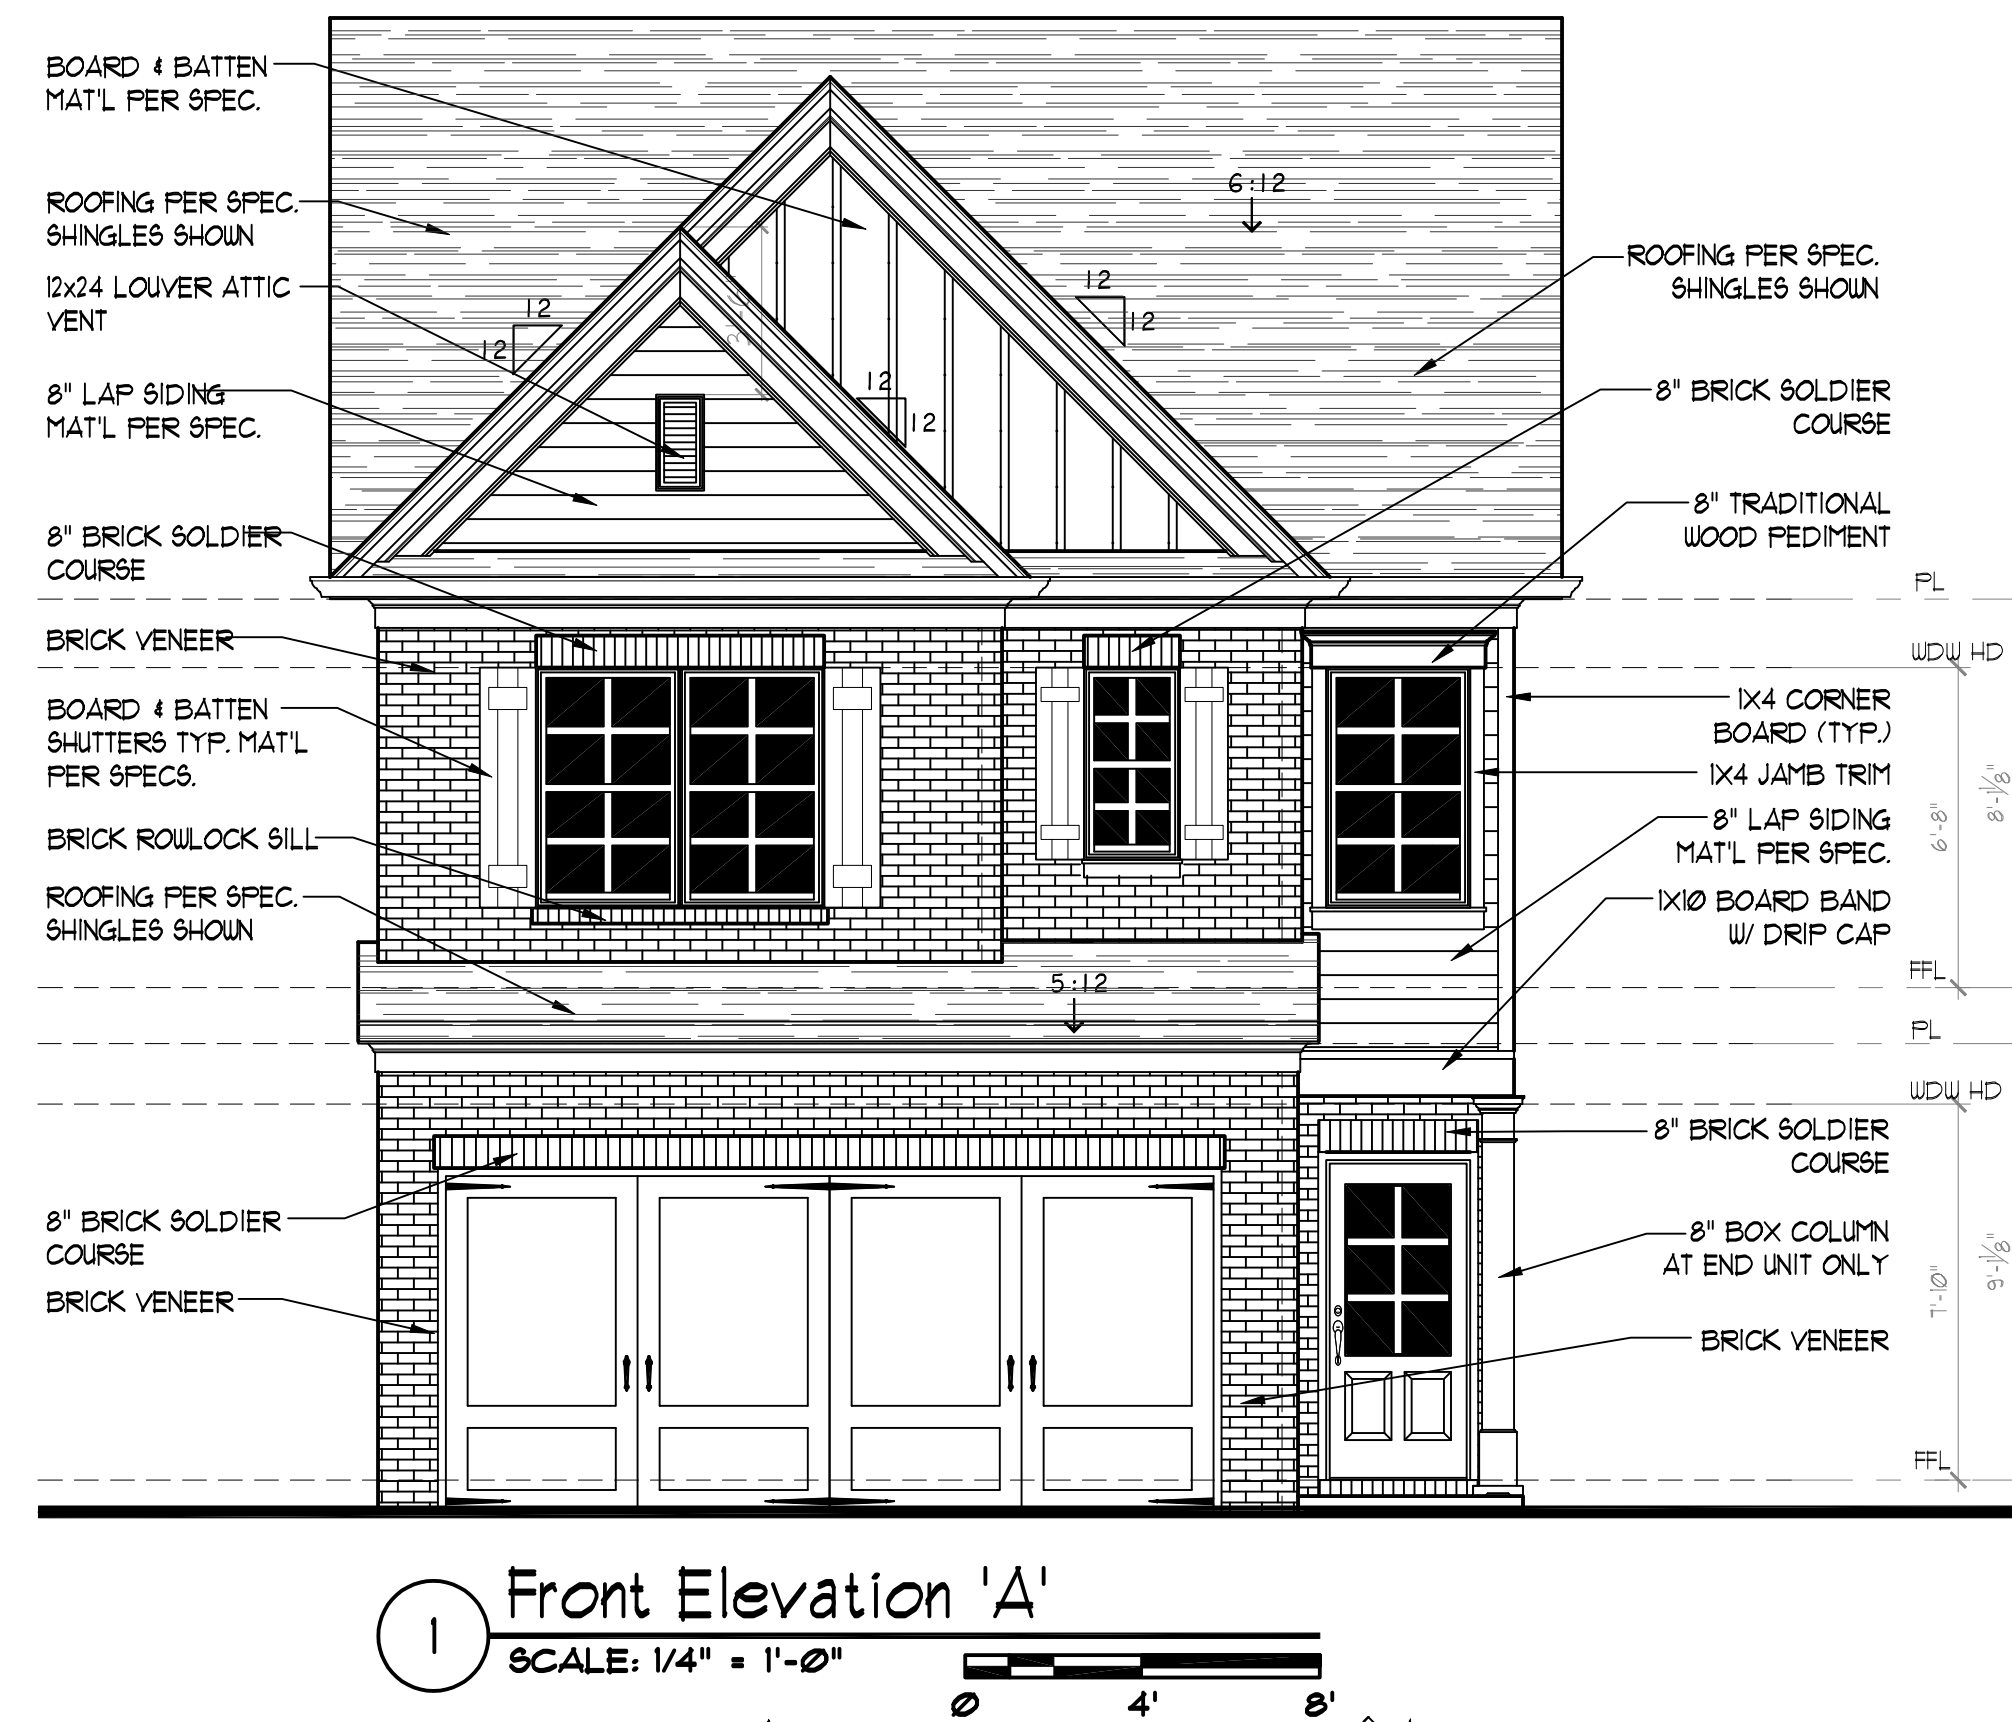 BOARD & BATTEN
MAT'L PER SPEC.
ROOFING PER SPEC.
SHINGLES SHOWN
12x24 LOUVER ATTIC
VENT
8" LAP SIDING
MAT'L PER SPEC.
8" BRICK SOLDIER
COURSE
BRICK VENEER
BOARD & BATTEN
SHUTTERS TYP. MAT'L
PER SPECS.
BRICK ROWLOCK SILL
ROOFING PER SPEC.
SHINGLES SHOWN
8" BRICK SOLDIER
COURSE
BRICK VENEER
6:12
12
12
12
12
12
12
5:12
ROOFING PER SPEC.
SHINGLES SHOWN
8" BRICK SOLDIER
COURSE
8" TRADITIONAL
WOOD PEDIMENT
1X4 CORNER
BOARD (TYP.)
1X4 JAMB TRIM
8" LAP SIDING
MAT'L PER SPEC.
1X10 BOARD BAND
W/ DRIP CAP
8" BRICK SOLDIER
COURSE
8" BOX COLUMN
AT END UNIT ONLY
BRICK VENEER
PL
WDW HD
6'-8"
8'-1/8"
FFL
PL
WDW HD
7'-10"
9'-1/8"
FFL
1
Front Elevation 'A'
SCALE: 1/4" = 1'-0"
0 4' 8'